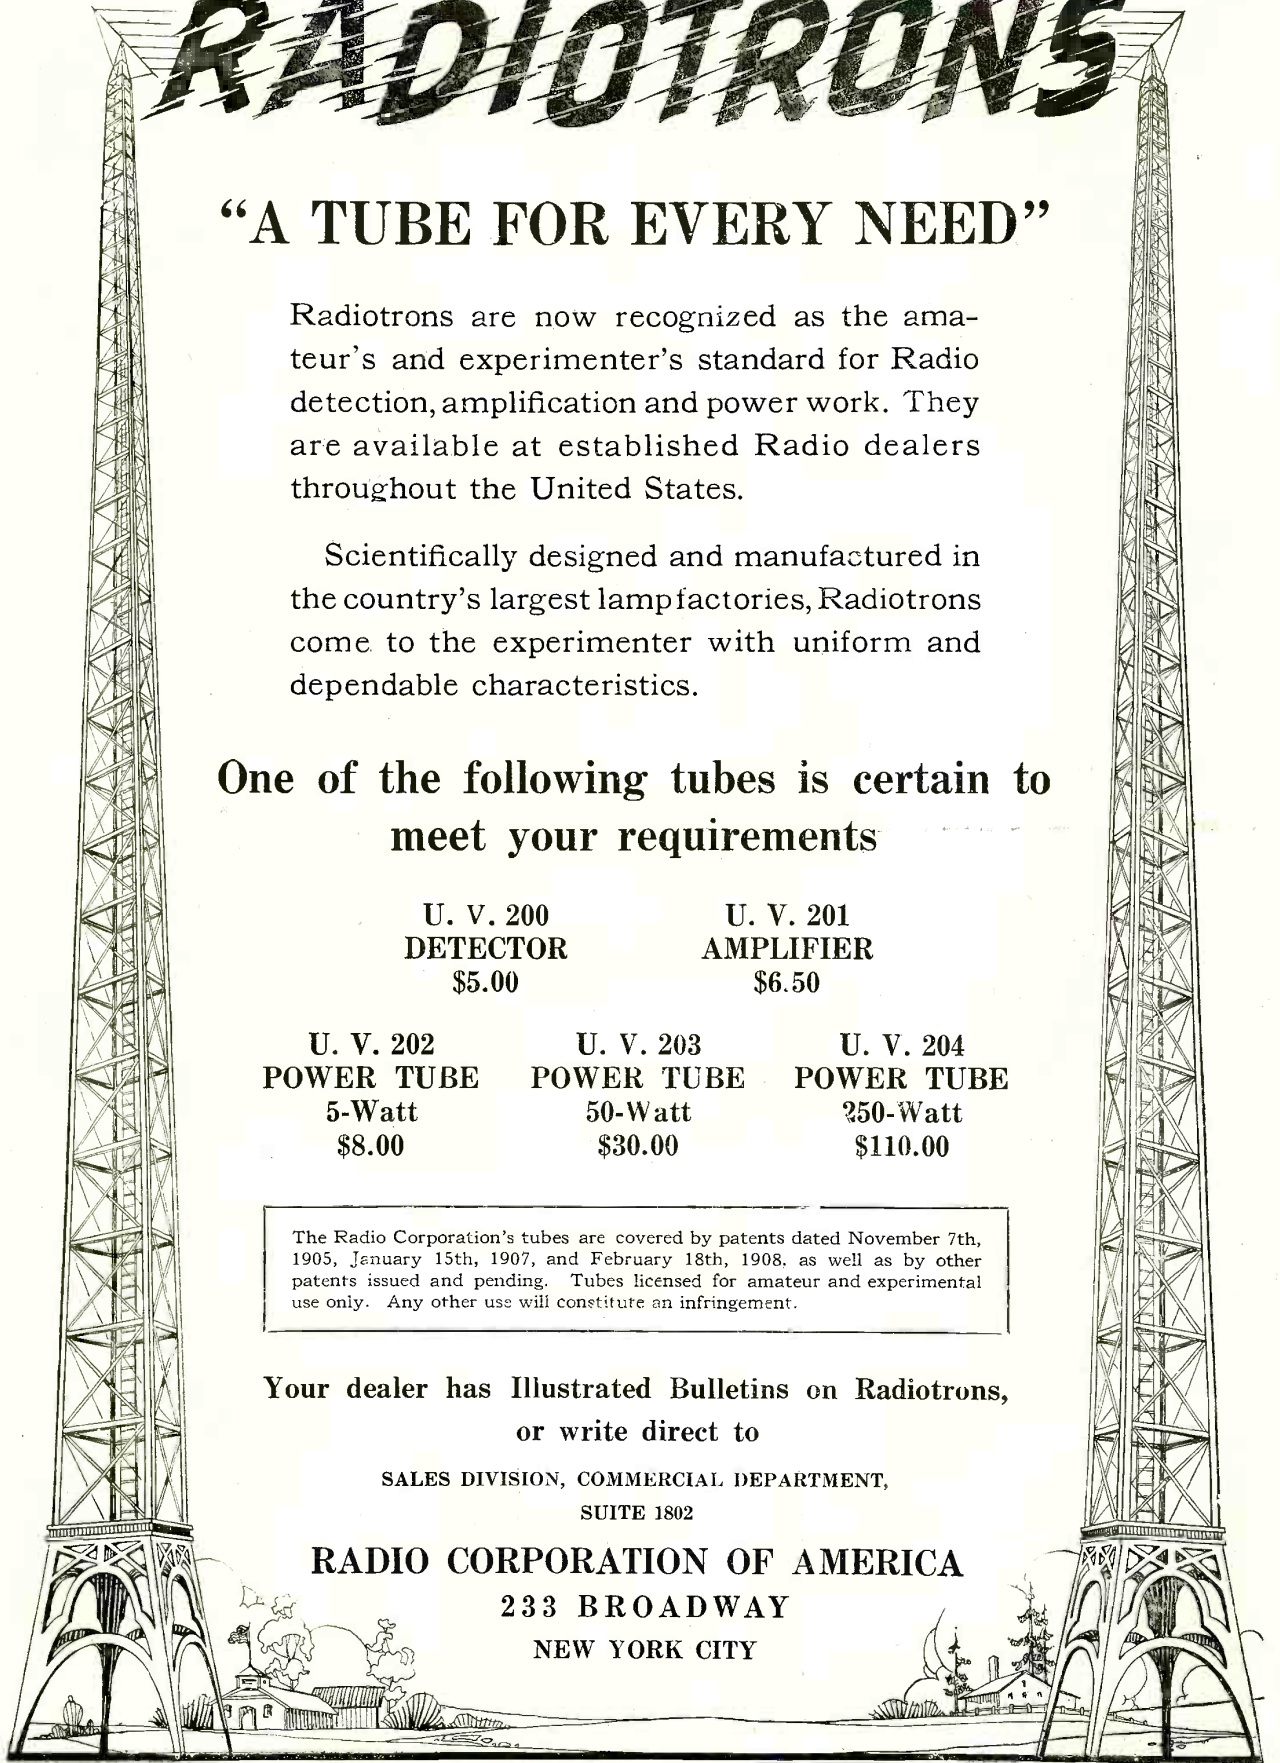 RADIOTRONS
“A TUBE FOR EVERY NEED”
Radiotrons are now recognized as the ama-
teur's and experimenter's standard for Radio
detection, amplification and power work. They
are available at established Radio dealers
throughout the United States.
Scientifically designed and manufactured in
the country's largest lamp factories, Radiotrons
come to the experimenter with uniform and
dependable characteristics.
One of the following tubes is certain to
meet your requirements
U. V. 200 U. V. 201
DETECTOR AMPLIFIER
$5.00 $6.50
U. V. 202 U. V. 203 U. V. 204
POWER TUBE POWER TUBE POWER TUBE
5-Watt 50-Watt 250-Watt
$8.00 $30.00 $110.00
The Radio Corporation's tubes are covered by patents dated November 7th,
1905, January 15th, 1907, and February 18th, 1908, as well as by other
patents issued and pending. Tubes licensed for amateur and experimental
use only. Any other use will constitute an infringement.
Your dealer has Illustrated Bulletins on Radiotrons,
or write direct to
SALES DIVISION, COMMERCIAL DEPARTMENT,
SUITE 1802
RADIO CORPORATION OF AMERICA
233 BROADWAY
NEW YORK CITY